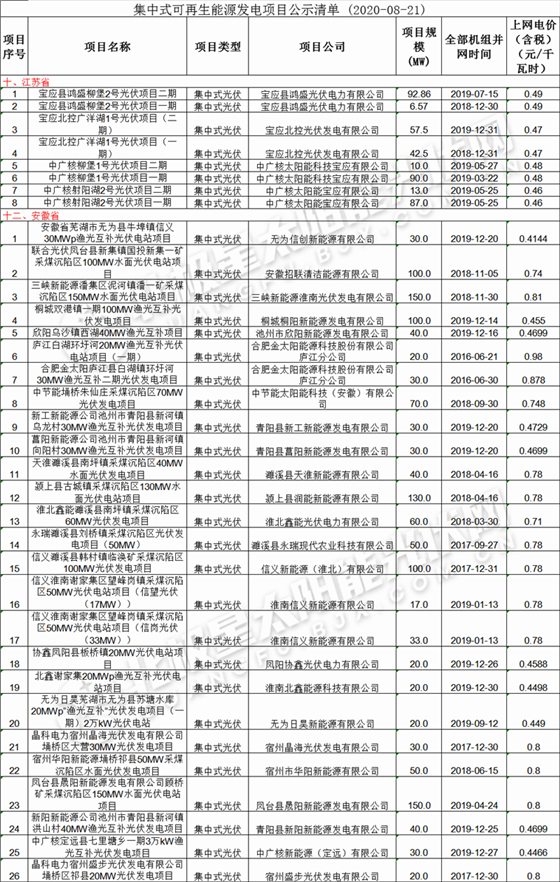 集中式可再生能源发电项目公示清单 (2020-08-21)
项目序号 项目名称 项目类型 项目公司 项目规模(MW) 全部机组并网时间 上网电价(含税)(元/千瓦时)
十、江苏省
1 宝应县鸿盛柳堡2号光伏项目二期 集中式光伏 宝应县鸿盛光伏电力有限公司 92.86 2019-07-15 0.49
2 宝应县鸿盛柳堡2号光伏项目一期 集中式光伏 宝应县鸿盛光伏电力有限公司 6.57 2018-12-30 0.49
3 宝应北控广洋湖1号光伏项目(二期) 集中式光伏 宝应北控光伏发电有限公司 57.5 2019-12-31 0.47
4 宝应北控广洋湖1号光伏项目(一期) 集中式光伏 宝应北控光伏发电有限公司 42.5 2018-12-31 0.47
5 中广核柳堡1号光伏项目二期 集中式光伏 中广核太阳能科技宝应有限公司 10.0 2019-05-27 0.48
6 中广核柳堡1号光伏项目一期 集中式光伏 中广核太阳能科技宝应有限公司 90.0 2019-03-22 0.48
7 中广核射阳湖2号光伏项目二期 集中式光伏 中广核太阳能宝应有限公司 13.0 2019-05-25 0.46
8 中广核射阳湖2号光伏项目一期 集中式光伏 中广核太阳能宝应有限公司 87.0 2019-05-25 0.46
十二、安徽省
1 安徽省芜湖市无为县牛埠镇信义30MWp渔光互补光伏电站项目 集中式光伏 无为信创新能源有限公司 30.0 2019-12-20 0.4144
2 联合光伏凤台县新集镇国投新集一矿采煤沉陷区100MW水面光伏电站项目 集中式光伏 安徽招联清洁能源有限公司 100.0 2018-11-05 0.74
3 三峡新能源潘集区泥河镇潘一矿采煤沉陷区150MW水面光伏电站项目 集中式光伏 三峡新能源淮南光伏发电有限公司 150.0 2018-11-30 0.81
4 桐城双港镇一期100MW渔光互补光伏发电项目 集中式光伏 桐城桐阳新能源发电有限公司 100.0 2019-12-14 0.455
5 欣阳乌沙镇西湖40MW渔光互补项目 集中式光伏 池州市欣阳新能源发电有限公司 40.0 2019-12-16 0.4699
6 庐江白湖环圩河20MW渔光互补光伏电站项目(一期) 集中式光伏 合肥金太阳能源科技股份有限公司庐江分公司 20.0 2016-06-21 0.98
7 合肥金太阳庐江县白湖镇环圩河30MW渔光互补二期光伏发电项目 集中式光伏 合肥金太阳能源科技股份有限公司庐江分公司 30.0 2016-06-30 0.878
8 中节能埇桥朱仙庄采煤沉陷区70MW光伏发电项目 集中式光伏 中节能太阳能科技(安徽)有限公司 70.0 2018-09-30 0.748
9 新工新能源公司池州市青阳县新河镇乌龙村30MW渔光互补光伏发电项目 集中式光伏 青阳县新工新能源有限公司 30.0 2019-12-20 0.4729
10 菖阳新能源公司池州市青阳县新河镇向阳村30MW渔光互补光伏发电项目 集中式光伏 青阳县菖阳新能源有限公司 30.0 2019-12-20 0.4699
11 天淮濉溪县南坪镇采煤沉陷区40MW水面光伏发电项目 集中式光伏 濉溪县天淮新能源有限公司 40.0 2018-04-16 0.78
12 颍上县古城镇采煤沉陷区130MW水面光伏电站项目 集中式光伏 颍上县润能新能源有限公司 130.0 2018-04-16 0.78
13 淮北鑫能濉溪县南坪镇采煤沉陷区60MW光伏发电项目 集中式光伏 淮北鑫能光伏电力有限公司 60.0 2018-03-30 0.71
14 永瑞濉溪县刘桥镇采煤沉陷区光伏发电项目(50MW) 集中式光伏 濉溪县永瑞现代农业科技有限公司 50.0 2017-09-27 0.78
15 信义濉溪县韩村镇临涣矿采煤沉陷区100MW光伏发电项目 集中式光伏 信义新能源(淮北)有限公司 100.0 2017-12-31 0.78
16 信义淮南谢家集区望峰岗镇采煤沉陷区50MW光伏电站项目(信望光伏(17MW)) 集中式光伏 淮南信义新能源有限公司 17.0 2019-01-13 0.78
17 信义淮南谢家集区望峰岗镇采煤沉陷区50MW光伏电站项目(信岗光伏(33MW)) 集中式光伏 淮南信义新能源有限公司 33.0 2019-01-13 0.78
18 协鑫凤阳县板桥镇20MW光伏电站项目 集中式光伏 凤阳协鑫光伏电力有限公司 20.0 2019-12-26 0.4588
19 北鑫谢家集20MWp渔光互补光伏电站项目 集中式光伏 淮南北鑫能源科技有限公司 20.0 2019-12-30 0.4498
20 无为日昊芜湖市无为县苏塘水库20MWp"渔光互补"光伏发电项目(一期)2万kW光伏电站 集中式光伏 无为日昊新能源有限公司 20.0 2019-09-12 0.449
21 晶科电力宿州晶海光伏发电有限公司埇桥区大营30MW光伏发电项目 集中式光伏 宿州晶海光伏发电有限公司 30.0 2017-12-30 0.8
22 宿州华阳新能源埇桥祁县50MW采煤沉陷区水面光伏发电项目 集中式光伏 宿州市华阳新能源有限公司 50.0 2018-06-15 0.8
23 凤台县晟阳新能源发电有限公司顾桥矿采煤沉陷区150MW水面光伏电站项目 集中式光伏 凤台县晟阳新能源发电有限公司 150.0 2019-04-24 0.8
24 新阳新能源公司池州市青阳县新河镇洪山村40MW渔光互补光伏发电项目 集中式光伏 青阳县新阳新能源有限公司 40.0 2019-12-25 0.4699
25 中广核定远县七里塘乡一期3万kW渔光互补光伏发电项目 集中式光伏 中广核新能源(定远)有限公司 30.0 2019-12-27 0.4466
26 晶科电力宿州盛步光伏发电有限公司埇桥区祁县20MW光伏发电项目 集中式光伏 宿州盛步光伏发电有限公司 20.0 2017-12-30 0.8